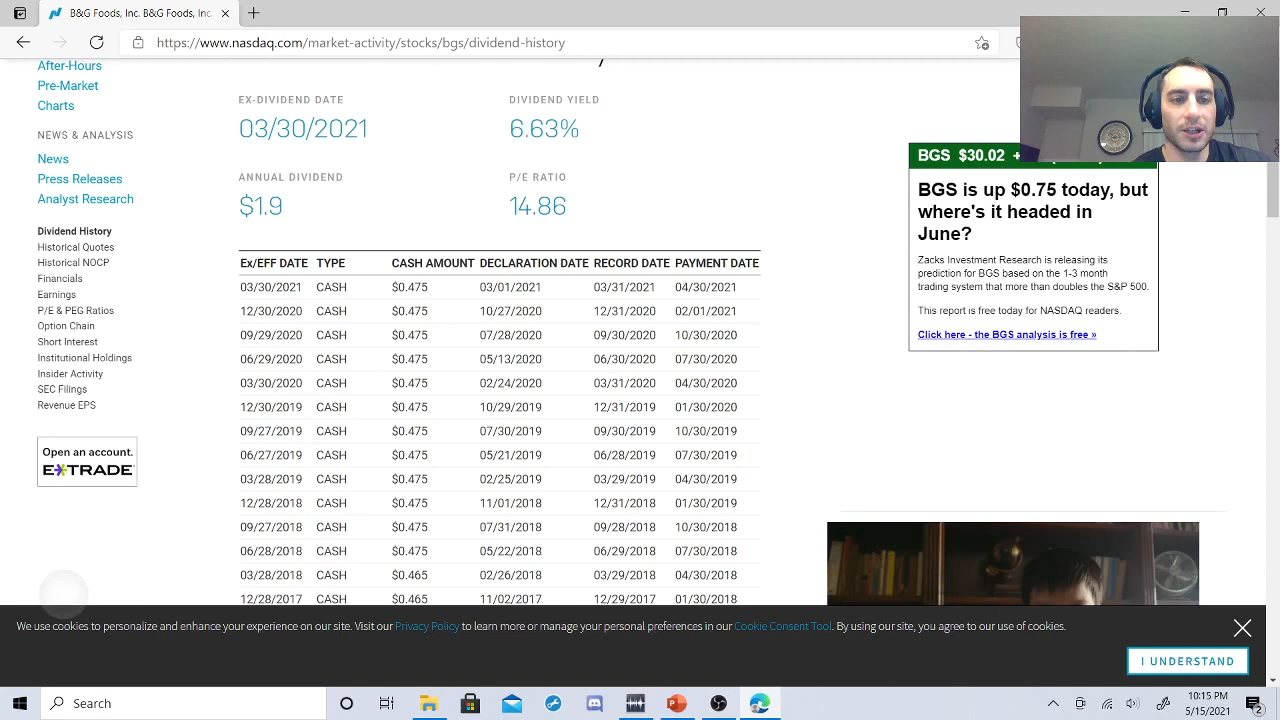 B&G Foods, Inc. B&G Foods, Inc.
https://www.nasdaq.com/market-activity/stocks/bgs/dividend-history
After-Hours
Pre-Market
Charts
NEWS & ANALYSIS
News
Press Releases
Analyst Research
Dividend History
Historical Quotes
Historical NOCP
Financials
Earnings
P/E & PEG Ratios
Option Chain
Short Interest
Institutional Holdings
Insider Activity
SEC Filings
Revenue EPS
Open an account.
E*TRADE
EX-DIVIDEND DATE DIVIDEND YIELD
03/30/2021 6.63%
ANNUAL DIVIDEND P/E RATIO
$1.9 14.86
Ex/EFF DATE TYPE CASH AMOUNT DECLARATION DATE RECORD DATE PAYMENT DATE
03/30/2021 CASH $0.475 03/01/2021 03/31/2021 04/30/2021
12/30/2020 CASH $0.475 10/27/2020 12/31/2020 02/01/2021
09/29/2020 CASH $0.475 07/28/2020 09/30/2020 10/30/2020
06/29/2020 CASH $0.475 05/13/2020 06/30/2020 07/30/2020
03/30/2020 CASH $0.475 02/24/2020 03/31/2020 04/30/2020
12/30/2019 CASH $0.475 10/29/2019 12/31/2019 01/30/2020
09/27/2019 CASH $0.475 07/30/2019 09/30/2019 10/30/2019
06/27/2019 CASH $0.475 05/21/2019 06/28/2019 07/30/2019
03/28/2019 CASH $0.475 02/25/2019 03/29/2019 04/30/2019
12/28/2018 CASH $0.475 11/01/2018 12/31/2018 01/30/2019
09/27/2018 CASH $0.475 07/31/2018 09/28/2018 10/30/2018
06/28/2018 CASH $0.475 05/22/2018 06/29/2018 07/30/2018
03/28/2018 CASH $0.465 02/26/2018 03/29/2018 04/30/2018
12/28/2017 CASH $0.465 11/02/2017 12/29/2017 01/30/2018
BGS $30.02 +
BGS is up $0.75 today, but
where's it headed in
June?
Zacks Investment Research is releasing its
prediction for BGS based on the 1-3 month
trading system that more than doubles the S&P 500.
This report is free today for NASDAQ readers.
Click here - the BGS analysis is free »
We use cookies to personalize and enhance your experience on our site. Visit our Privacy Policy to learn more or manage your personal preferences in our Cookie Consent Tool. By using our site, you agree to our use of cookies.
I UNDERSTAND
Search
10:15 PM
5/15/2021
2